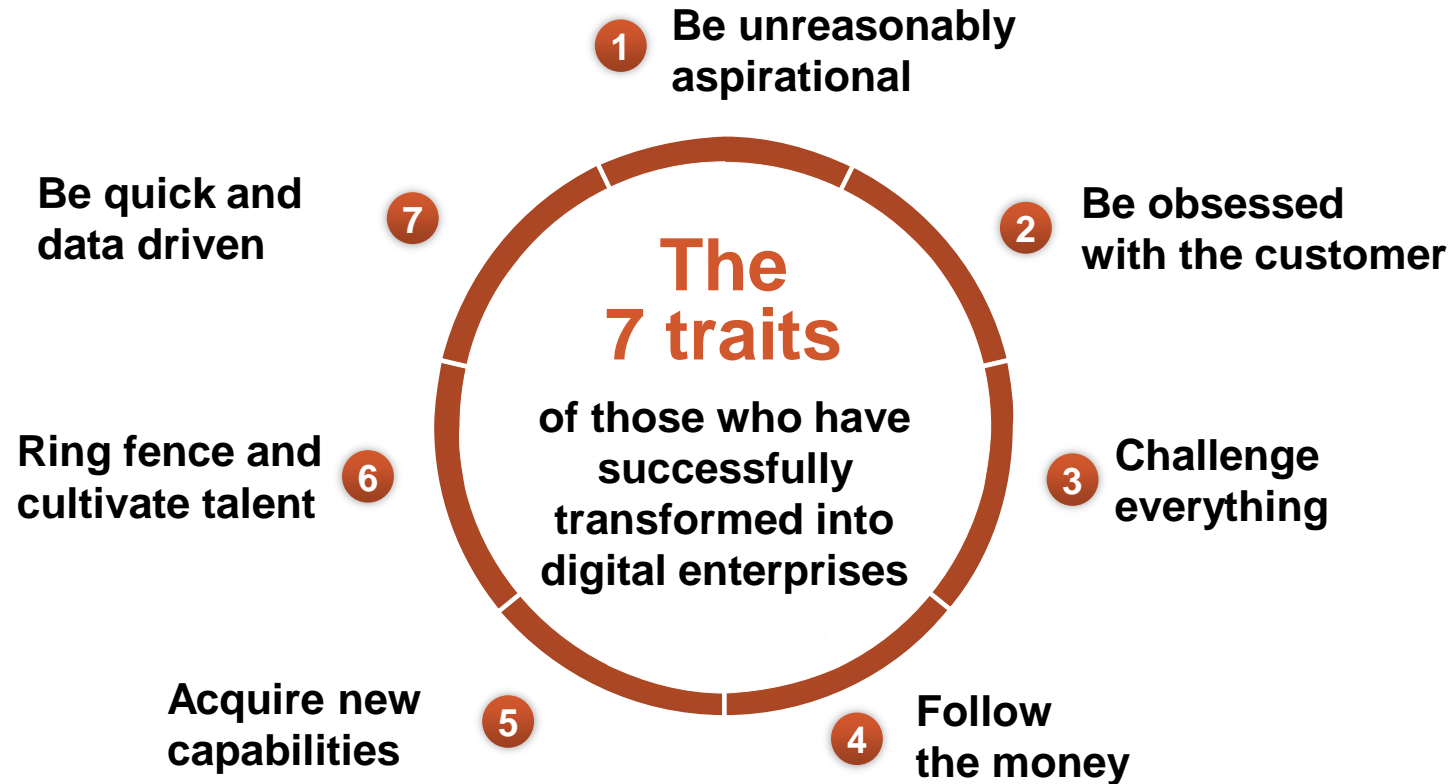 1
Be unreasonably
aspirational
2
Be obsessed
with the customer
3
Challenge
everything
4
Follow
the money
5
Acquire new
capabilities
6
Ring fence and
cultivate talent
7
Be quick and
data driven
The
7 traits
of those who have
successfully
transformed into
digital enterprises